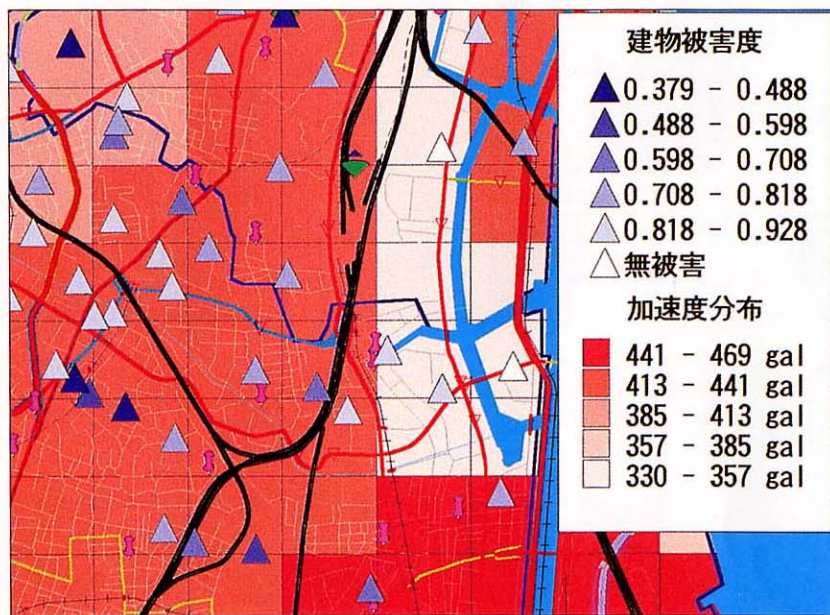 建物被害度
0.379 - 0.488
0.488 - 0.598
0.598 - 0.708
0.708 - 0.818
0.818 - 0.928
無被害
加速度分布
441 - 469 gal
413 - 441 gal
385 - 413 gal
357 - 385 gal
330 - 357 gal